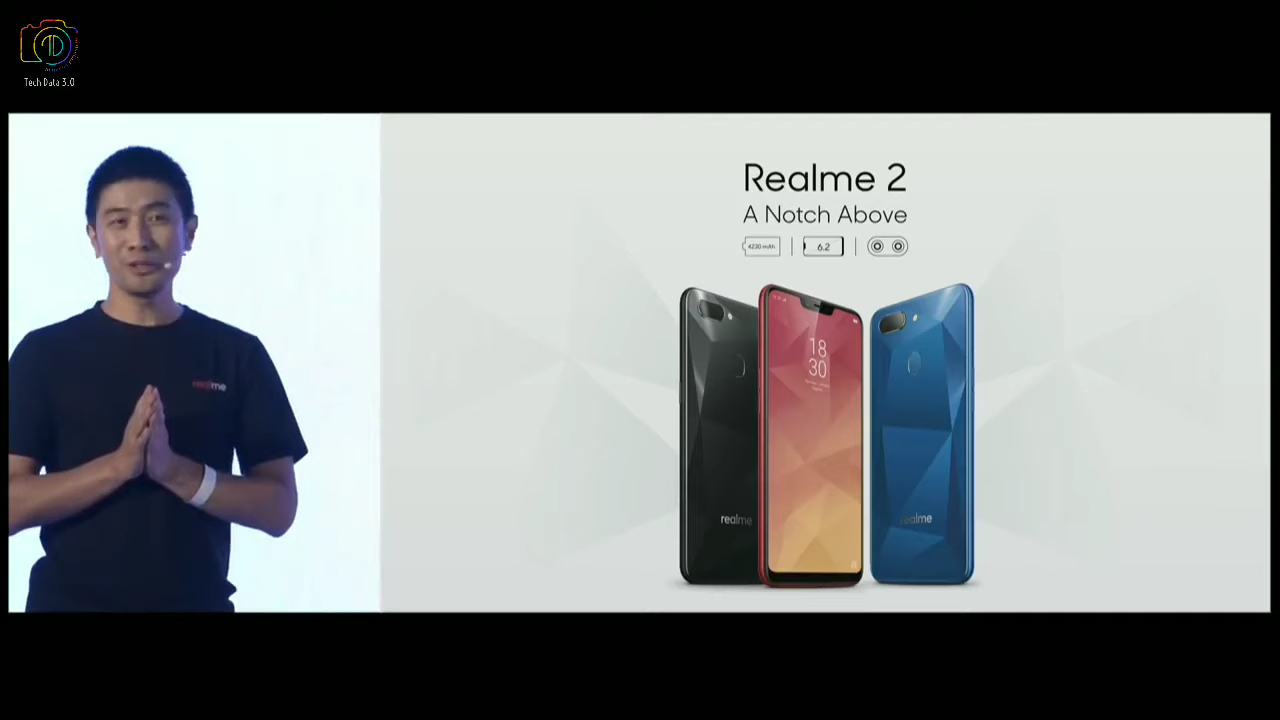 Tech Data 3.0
Realme 2
A Notch Above
4230 mAh
6.2
18
30
realme
realme
realme